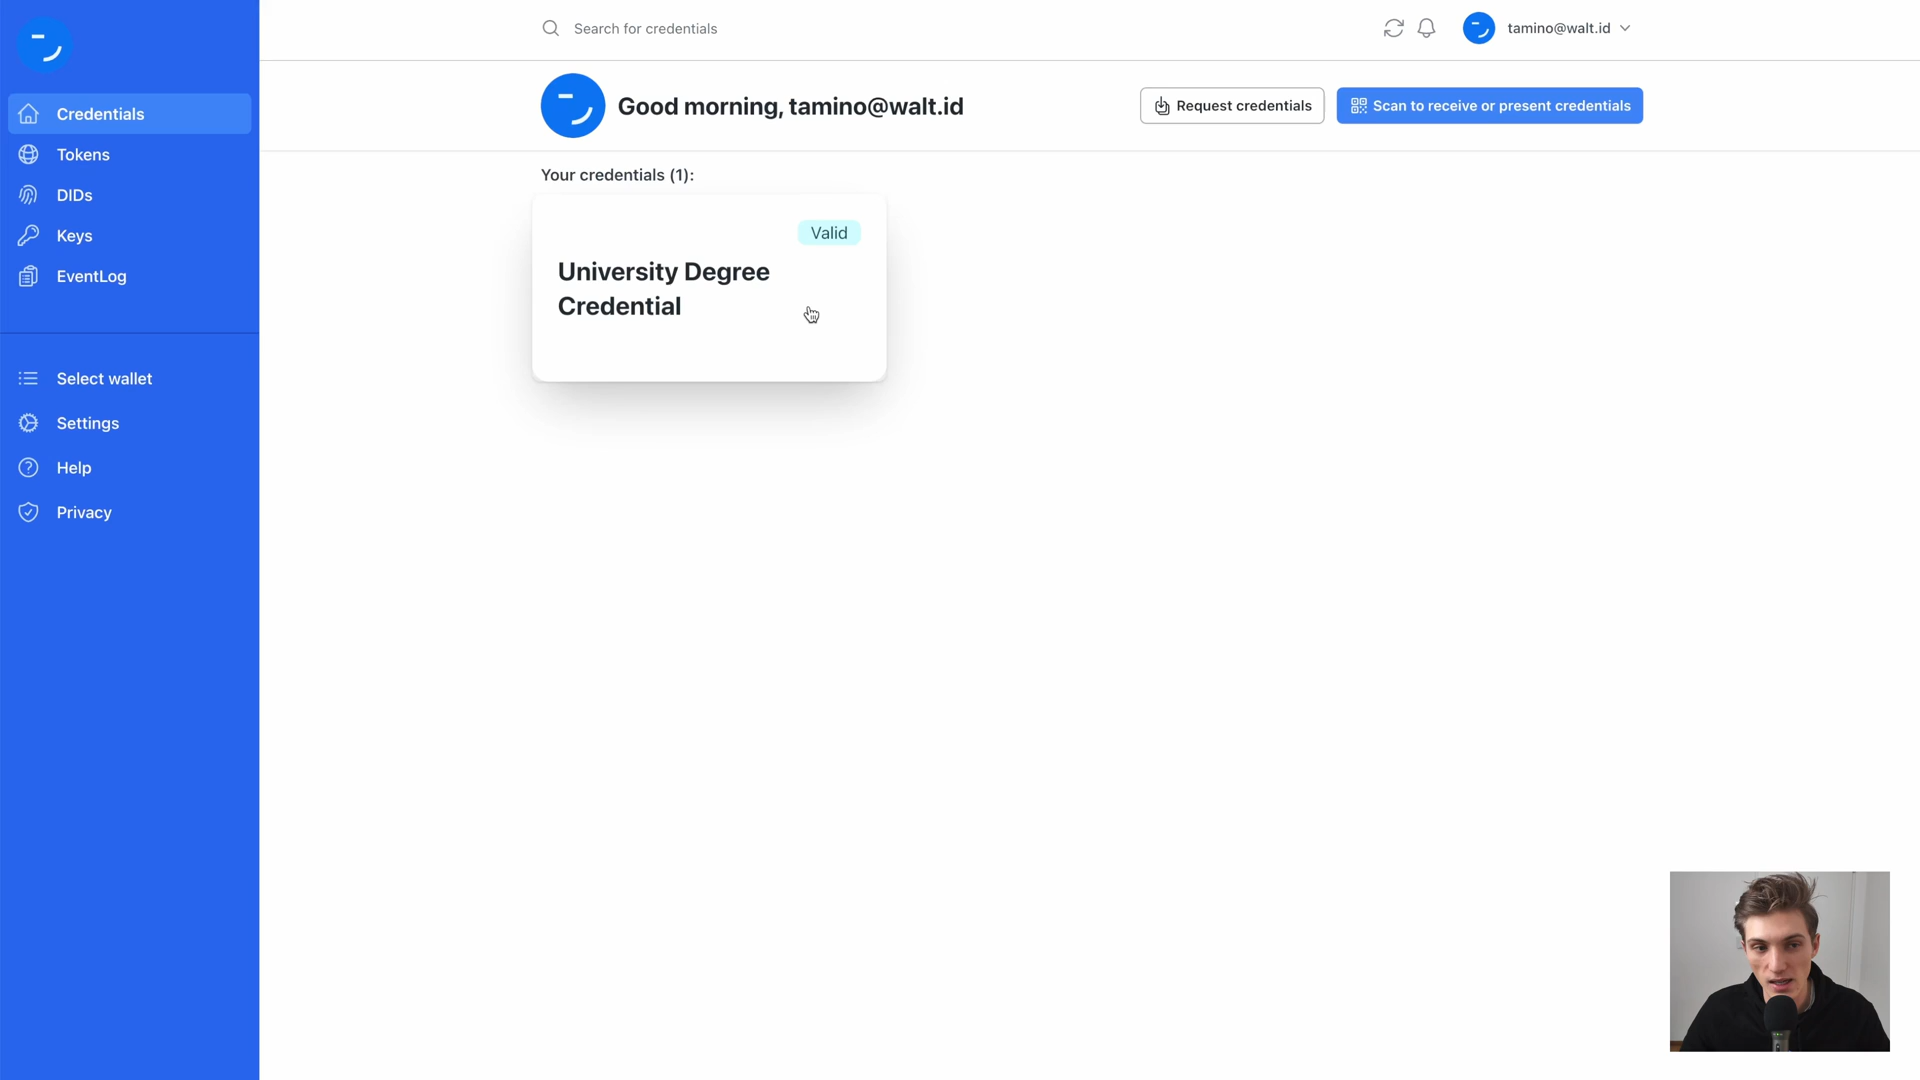 Search for credentials
tamino@walt.id
Good morning, tamino@walt.id
Request credentials
Scan to receive or present credentials
Credentials
Tokens
DIDs
Keys
EventLog
Select wallet
Settings
Help
Privacy
Your credentials (1):
Valid
University Degree
Credential